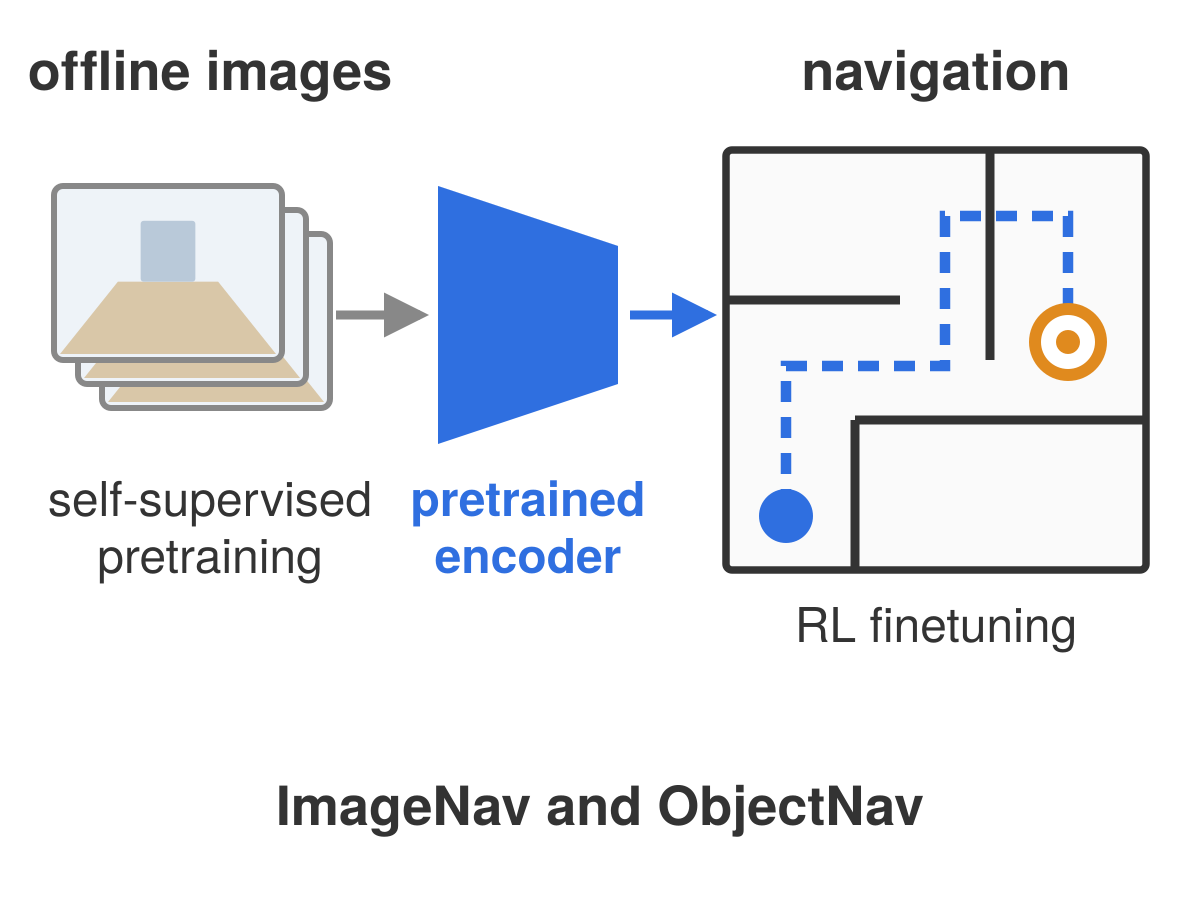 offline images
navigation
self-supervised
pretraining
pretrained
encoder
RL finetuning
ImageNav and ObjectNav